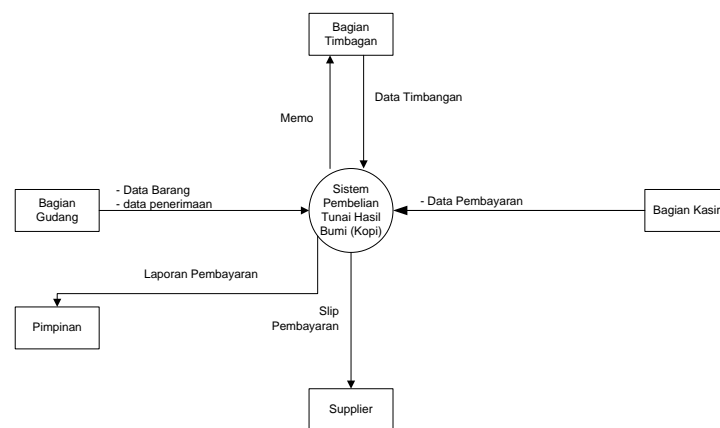 Bagian
Timbagan
Data Timbangan
Memo
Sistem
Pembelian
Tunai Hasil
Bumi (Kopi)
- Data Barang
- data penerimaan
Bagian
Gudang
- Data Pembayaran
Bagian Kasir
Laporan Pembayaran
Pimpinan
Slip
Pembayaran
Supplier